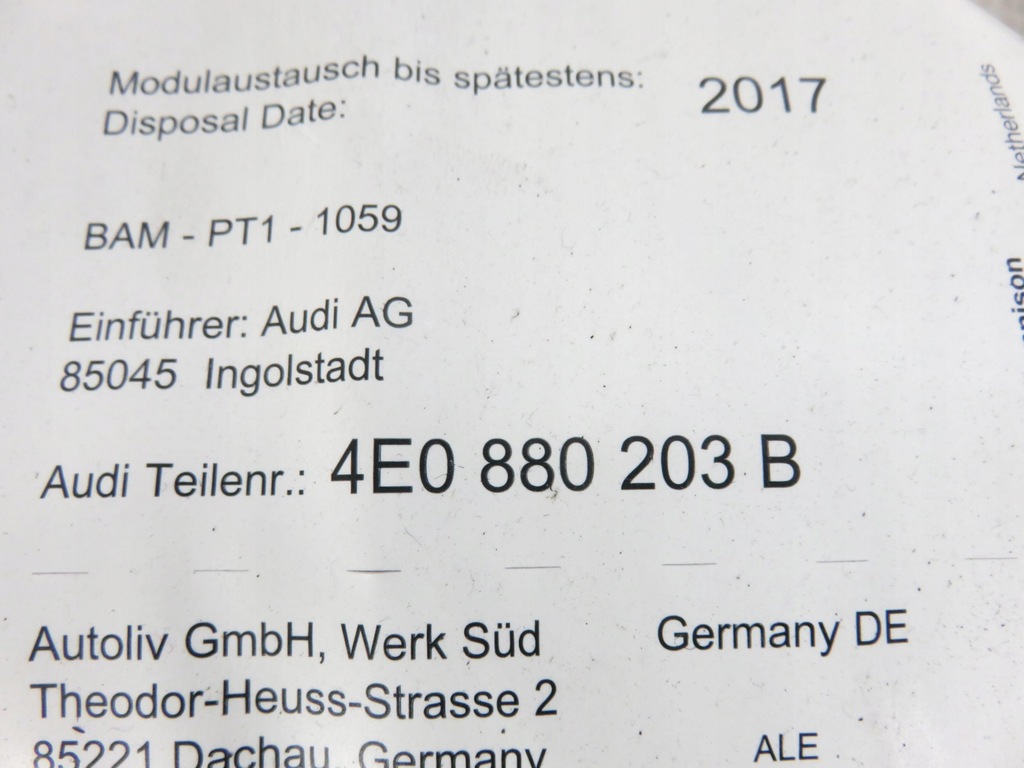 Modulaustausch bis spätestens: 2017
Disposal Date:
BAM - PT1 - 1059
Einführer: Audi AG
85045 Ingolstadt
Audi Teilenr.: 4E0 880 203 B
Autoliv GmbH, Werk Süd Germany DE
Theodor-Heuss-Strasse 2
85221 Dachau, Germany
ALE
Netherlands